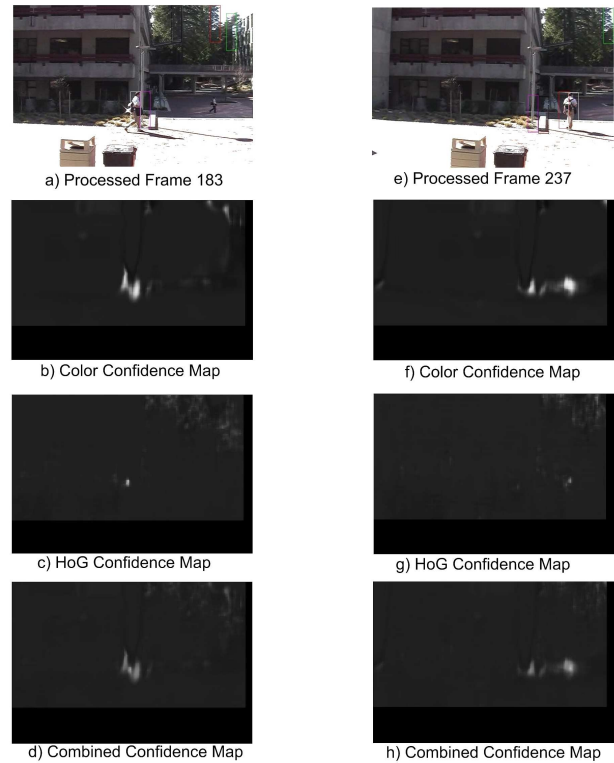 a) Processed Frame 183
e) Processed Frame 237
b) Color Confidence Map
f) Color Confidence Map
c) HoG Confidence Map
g) HoG Confidence Map
d) Combined Confidence Map
h) Combined Confidence Map